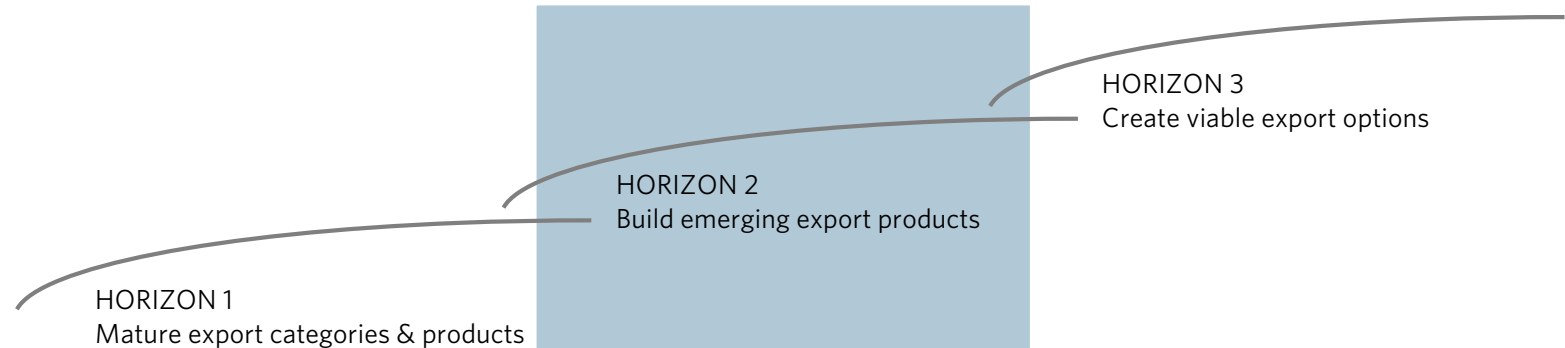 HORIZON 1
Mature export categories & products
HORIZON 2
Build emerging export products
HORIZON 3
Create viable export options